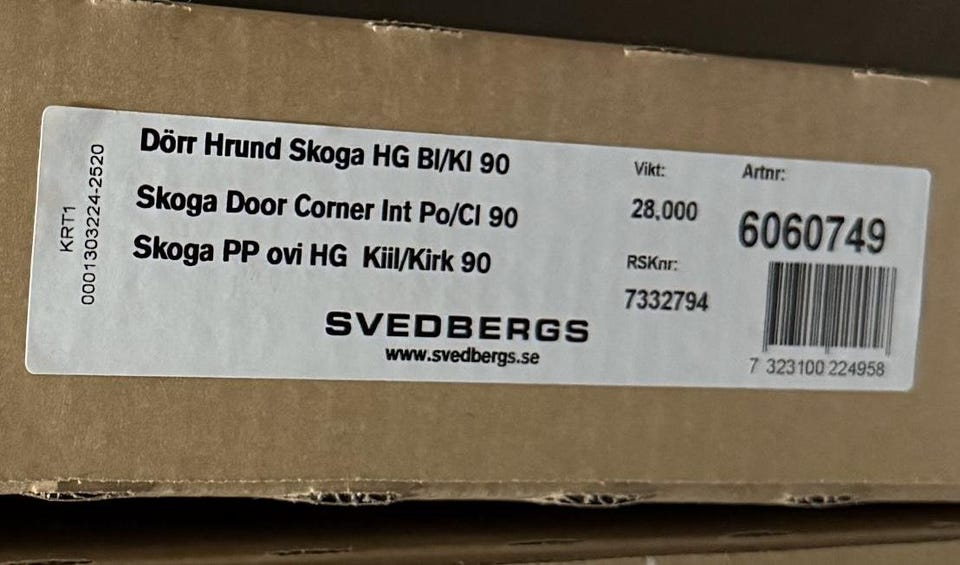 KRT1
0001303224-2520
Dörr Hrund Skoga HG Bl/Kl 90
Skoga Door Corner Int Po/Cl 90
Skoga PP ovi HG Kiil/Kirk 90
SVEDBERGS
www.svedbergs.se
Vikt:
28,000
RSKnr:
7332794
Artnr:
6060749
7 323100 224958